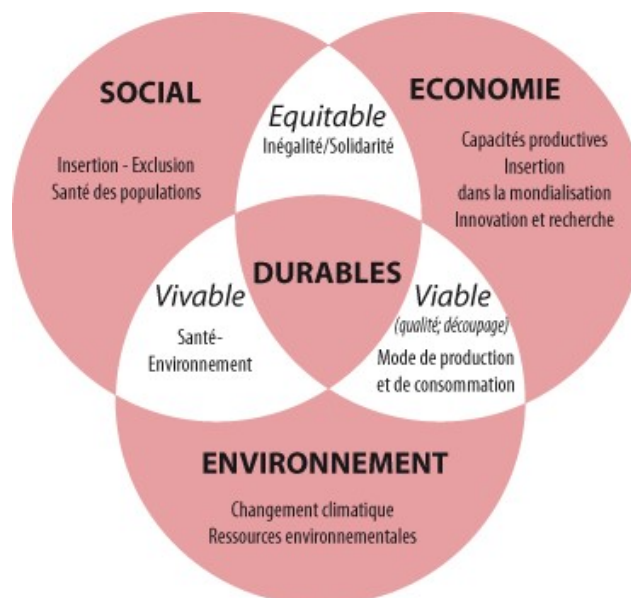 SOCIAL
Insertion - Exclusion
Santé des populations
Equitable
Inégalité/Solidarité
ECONOMIE
Capacités productives
Insertion
dans la mondialisation
Innovation et recherche
DURABLES
Vivable
Santé-
Environnement
Viable
(qualité; découpage)
Mode de production
et de consommation
ENVIRONNEMENT
Changement climatique
Ressources environnementales